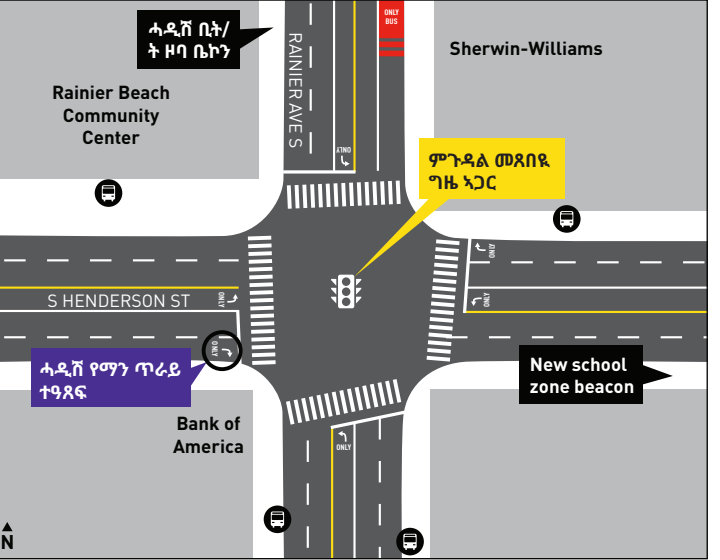 ሓዲሽ ቢት/
ት ዞባ ቤኮን
RAINIER AVE S
ONLY
BUS
Sherwin-Williams
Rainier Beach
Community
Center
ONLY
ምጉዳል መጸበዪ
ግዜ ኣጋር
ONLY
S HENDERSON ST
ONLY
ONLY
ONLY
ሓዲሽ የማን ጥራይ
ተዓጸፍ
New school
zone beacon
Bank of
America
ONLY
N